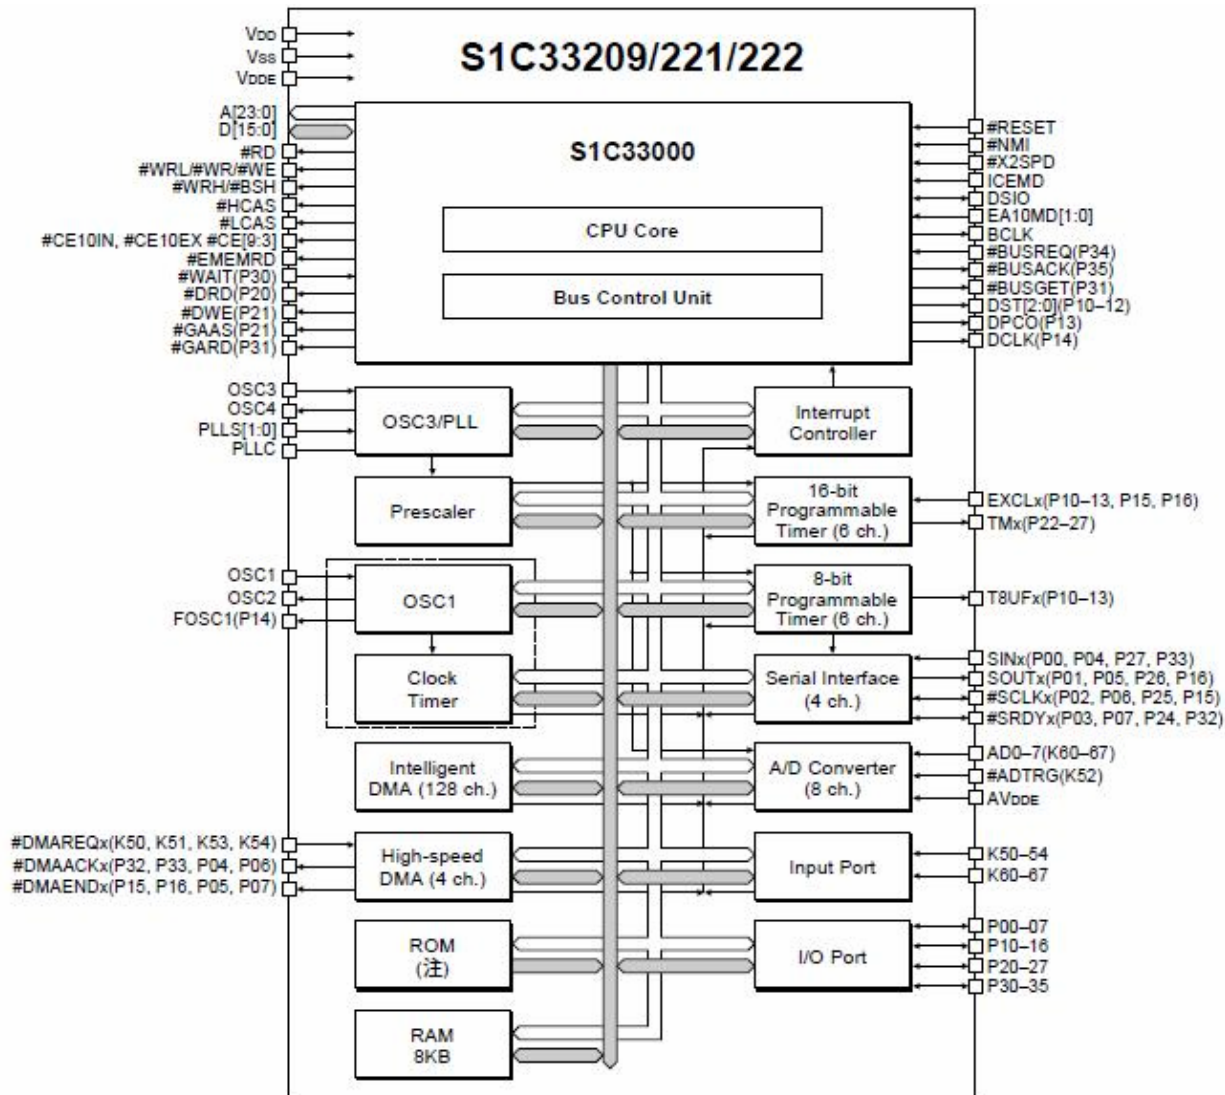 S1C33209/221/222
VDD
VSS
VDDE
A[23:0]
D[15:0]
#RD
#WRL/#WR/#WE
#WRH/#BSH
#HCAS
#LCAS
#CE10IN, #CE10EX #CE[9:3]
#EMEMRD
#WAIT(P30)
#DRD(P20)
#DWE(P21)
#GAAS(P21)
#GARD(P31)
S1C33000
CPU Core
Bus Control Unit
#RESET
#NMI
#X2SPD
ICEMD
DSIO
EA10MD[1:0]
BCLK
#BUSREQ(P34)
#BUSACK(P35)
#BUSGET(P31)
DST[2:0](P10–12)
DPCO(P13)
DCLK(P14)
OSC3
OSC4
PLLS[1:0]
PLLC
OSC3/PLL
Interrupt
Controller
Prescaler
16-bit
Programmable
Timer (6 ch.)
EXCLx(P10–13, P15, P16)
TMx(P22–27)
OSC1
OSC2
FOSC1(P14)
OSC1
8-bit
Programmable
Timer (6 ch.)
T8UFx(P10–13)
Clock
Timer
Serial Interface
(4 ch.)
SINx(P00, P04, P27, P33)
SOUTx(P01, P05, P26, P16)
#SCLKx(P02, P06, P25, P15)
#SRDYx(P03, P07, P24, P32)
Intelligent
DMA (128 ch.)
A/D Converter
(8 ch.)
AD0–7(K60–67)
#ADTRG(K52)
AVDDE
#DMAREQx(K50, K51, K53, K54)
#DMAACKx(P32, P33, P04, P06)
#DMAENDx(P15, P16, P05, P07)
High-speed
DMA (4 ch.)
Input Port
K50–54
K60–67
ROM
(注)
I/O Port
P00–07
P10–16
P20–27
P30–35
RAM
8KB